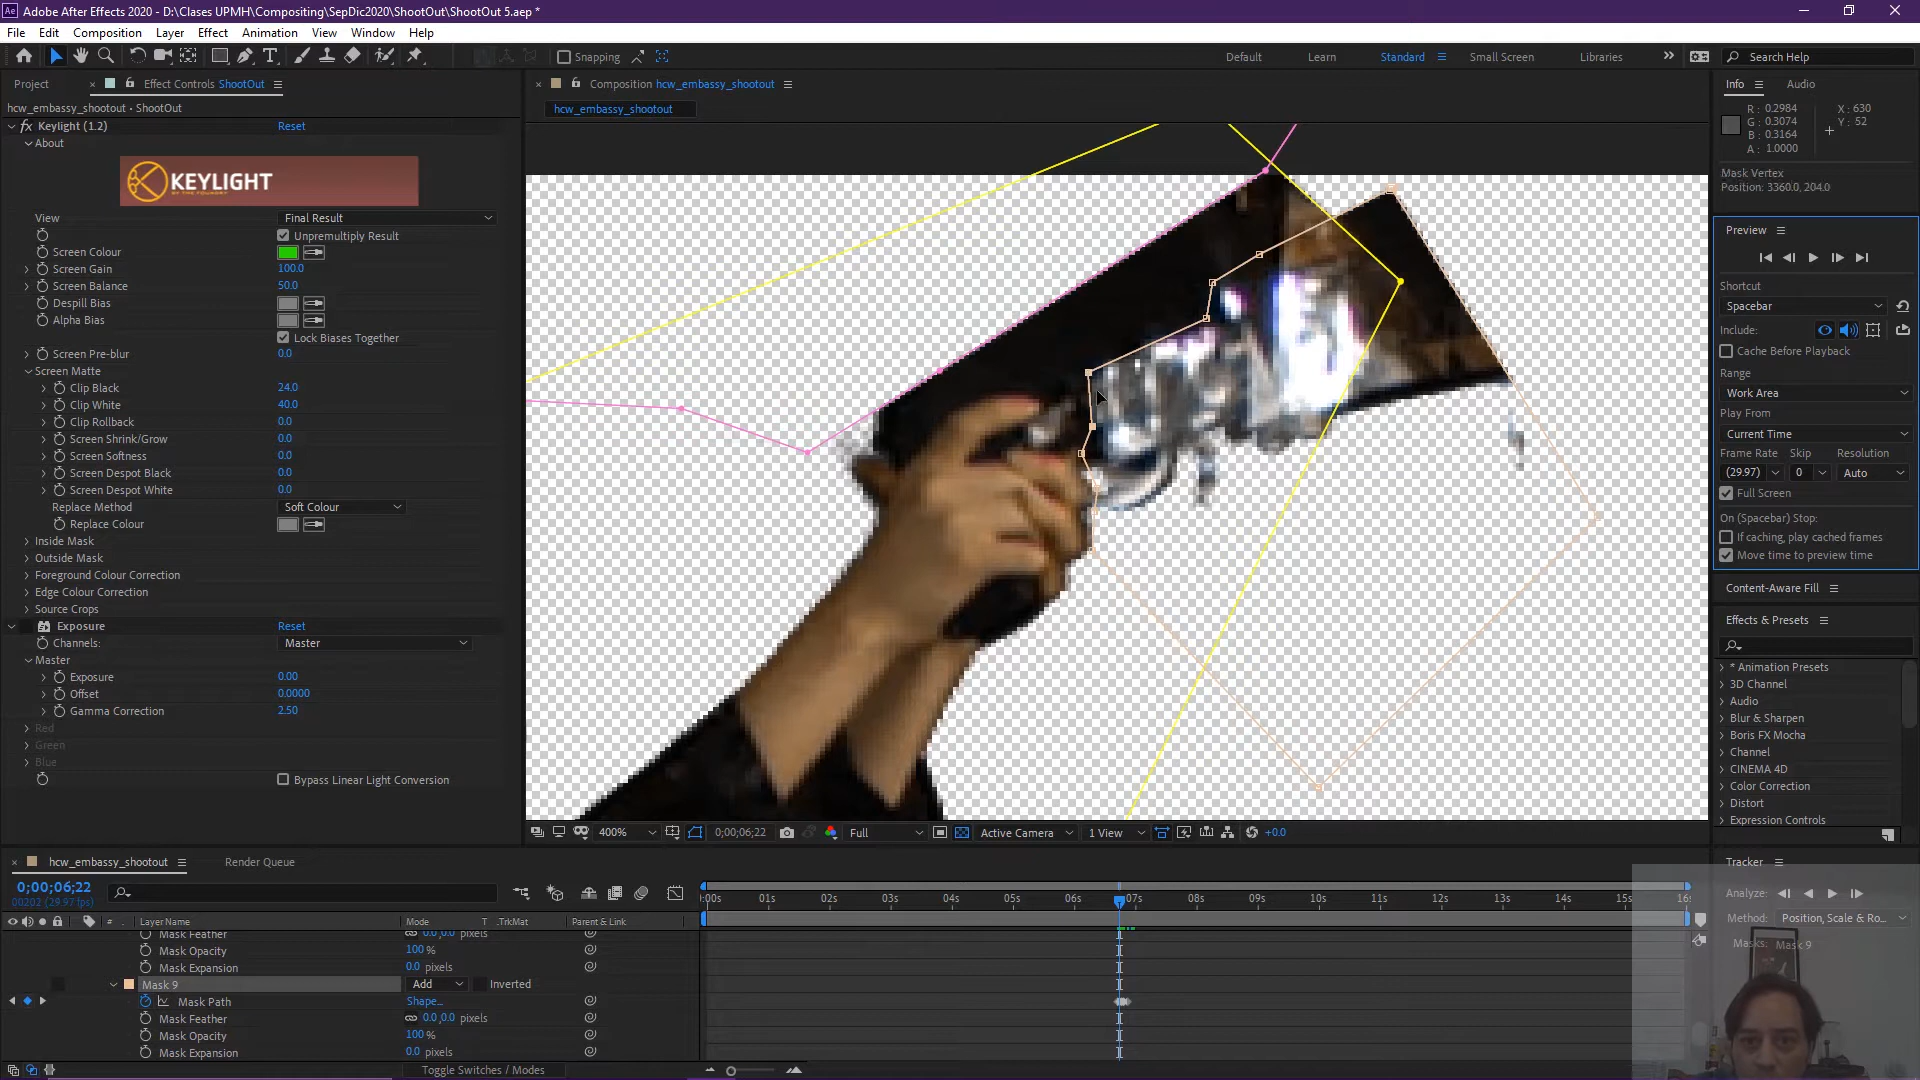 Adobe After Effects 2020 - D:\Clases UPMH\Compositing\SepDic2020\ShootOut\ShootOut 5.aep *
File Edit Composition Layer Effect Animation View Window Help
Snapping
Default Learn Standard Small Screen Libraries
Search Help
Project
Effect Controls ShootOut
hcw_embassy_shootout • ShootOut
fx Keylight (1.2) Reset
About
KEYLIGHT
View Final Result
Unpremultiply Result
Screen Colour
Screen Gain 100.0
Screen Balance 50.0
Despill Bias
Alpha Bias
Lock Biases Together
Screen Pre-blur 0.0
Screen Matte
Clip Black 24.0
Clip White 40.0
Clip Rollback 0.0
Screen Shrink/Grow 0.0
Screen Softness 0.0
Screen Despot Black 0.0
Screen Despot White 0.0
Replace Method Soft Colour
Replace Colour
Inside Mask
Outside Mask
Foreground Colour Correction
Edge Colour Correction
Source Crops
Exposure Reset
Channels: Master
Master
Exposure 0.00
Offset 0.0000
Gamma Correction 2.50
Red
Green
Blue
Bypass Linear Light Conversion
Composition hcw_embassy_shootout
hcw_embassy_shootout
400% 0;00;06;22 Full Active Camera 1 View +0.0
Info Audio
R: 0.2984
G: 0.3074
B: 0.3164
A: 1.0000
X: 630
Y: 52
Mask Vertex
Position: 3360.0, 204.0
Preview
Shortcut
Spacebar
Include:
Cache Before Playback
Range
Work Area
Play From
Current Time
Frame Rate Skip Resolution
(29.97) 0 Auto
Full Screen
On (Spacebar) Stop:
If caching, play cached frames
Move time to preview time
Content-Aware Fill
Effects & Presets
* Animation Presets
3D Channel
Audio
Blur & Sharpen
Boris FX Mocha
Channel
CINEMA 4D
Color Correction
Distort
Expression Controls
Tracker
Analyze:
Method: Position, Scale & Ro...
Masks: Mask 9
hcw_embassy_shootout Render Queue
0;00;06;22
00202 (29.97 fps)
# Layer Name Mode T .TrkMat Parent & Link
:00s 01s 02s 03s 04s 05s 06s 07s 08s 09s 10s 11s 12s 13s 14s 15s 16s
Mask Feather 0.0,0.0 pixels
Mask Opacity 100 %
Mask Expansion 0.0 pixels
Mask 9 Add Inverted
Mask Path Shape...
Mask Feather 0.0,0.0 pixels
Mask Opacity 100 %
Mask Expansion 0.0 pixels
Toggle Switches / Modes